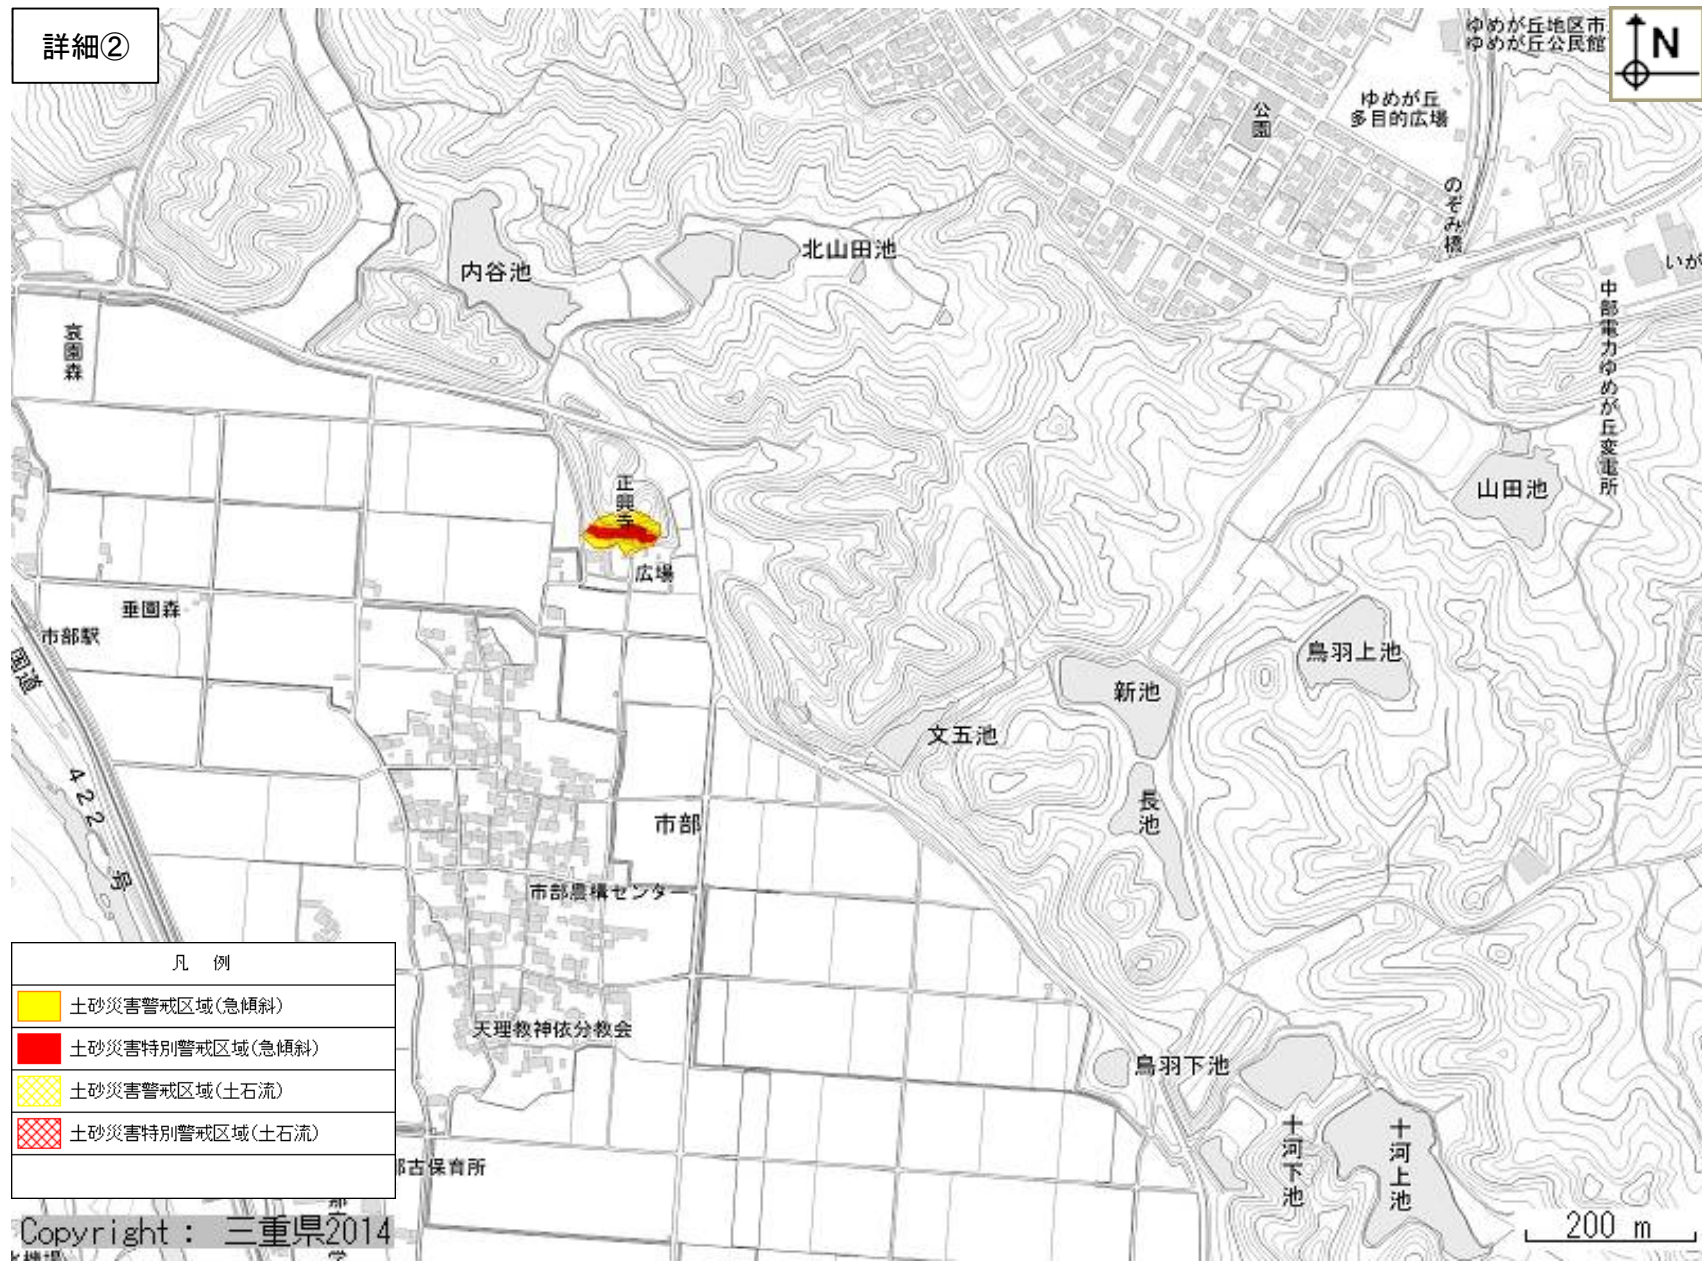 詳細②
ゆめが丘地区市
ゆめが丘公民館
N
ゆめが丘
多目的広場
公園
のぞみ橋
いが
中部電力ゆめが丘変電所
北山田池
内谷池
哀園森
正興寺
山田池
広場
垂園森
市部駅
国道
422号
鳥羽上池
新池
文五池
長池
市部
市部農構センター
天理教神依分教会
鳥羽下池
十河下池
十河上池
凡 例
土砂災害警戒区域(急傾斜)
土砂災害特別警戒区域(急傾斜)
土砂災害警戒区域(土石流)
土砂災害特別警戒区域(土石流)
部古保育所
Copyright : 三重県2014
200 m